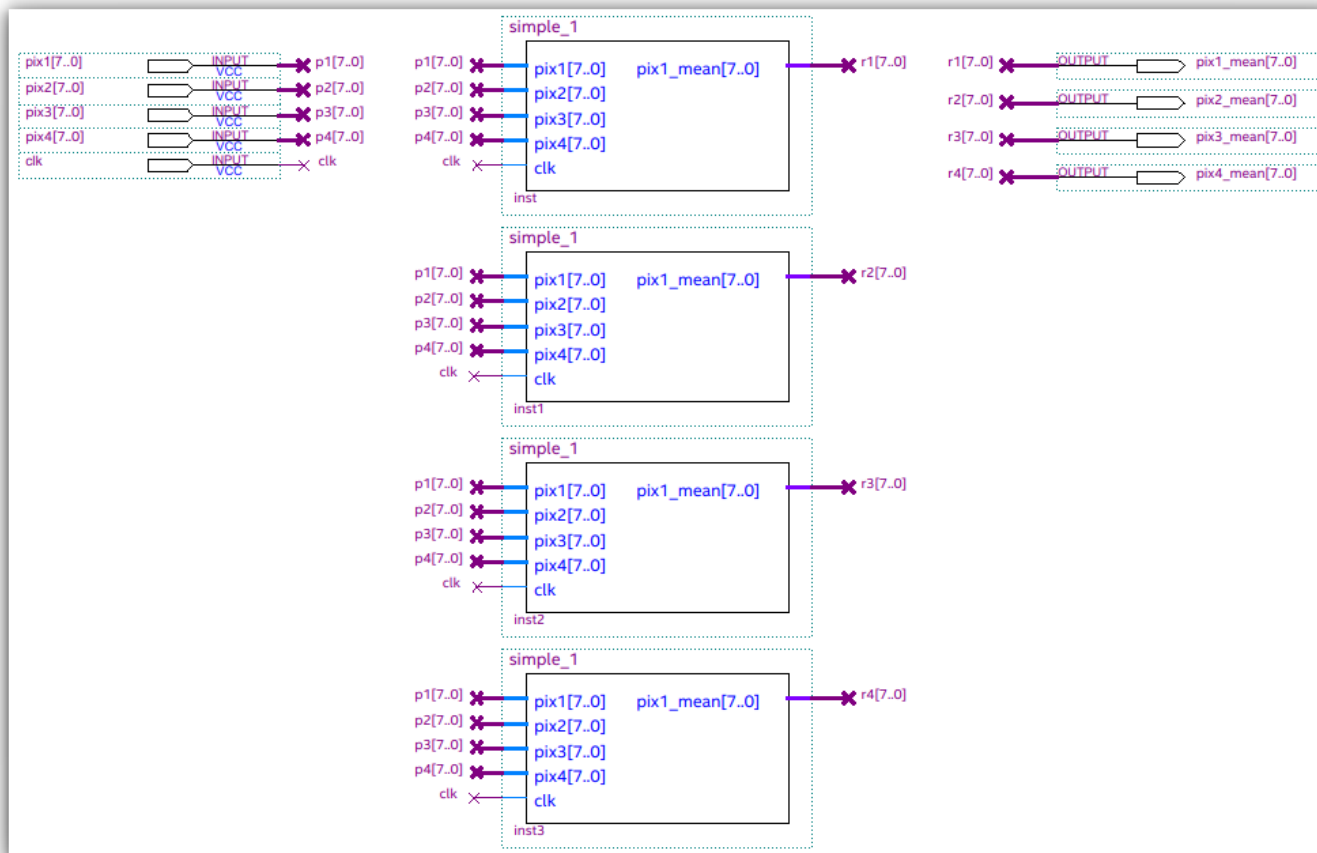 pix1[7..0] INPUT VCC p1[7..0]
pix2[7..0] INPUT VCC p2[7..0]
pix3[7..0] INPUT VCC p3[7..0]
pix4[7..0] INPUT VCC p4[7..0]
clk INPUT VCC clk
simple_1
p1[7..0] pix1[7..0] pix1_mean[7..0] r1[7..0]
p2[7..0] pix2[7..0]
p3[7..0] pix3[7..0]
p4[7..0] pix4[7..0]
clk clk
inst
r1[7..0] OUTPUT pix1_mean[7..0]
r2[7..0] OUTPUT pix2_mean[7..0]
r3[7..0] OUTPUT pix3_mean[7..0]
r4[7..0] OUTPUT pix4_mean[7..0]
simple_1
p1[7..0] pix1[7..0] pix1_mean[7..0] r2[7..0]
p2[7..0] pix2[7..0]
p3[7..0] pix3[7..0]
p4[7..0] pix4[7..0]
clk clk
inst1
simple_1
p1[7..0] pix1[7..0] pix1_mean[7..0] r3[7..0]
p2[7..0] pix2[7..0]
p3[7..0] pix3[7..0]
p4[7..0] pix4[7..0]
clk clk
inst2
simple_1
p1[7..0] pix1[7..0] pix1_mean[7..0] r4[7..0]
p2[7..0] pix2[7..0]
p3[7..0] pix3[7..0]
p4[7..0] pix4[7..0]
clk clk
inst3